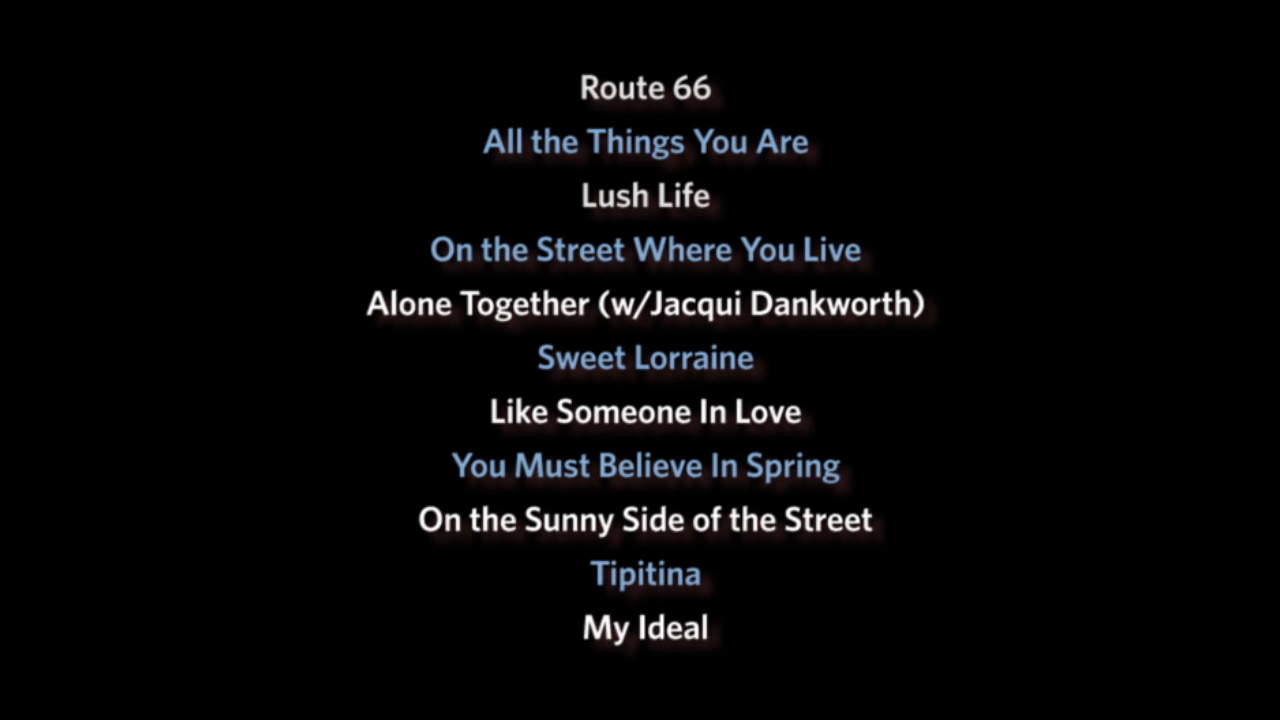 Route 66
All the Things You Are
Lush Life
On the Street Where You Live
Alone Together (w/Jacqui Dankworth)
Sweet Lorraine
Like Someone In Love
You Must Believe In Spring
On the Sunny Side of the Street
Tipitina
My Ideal